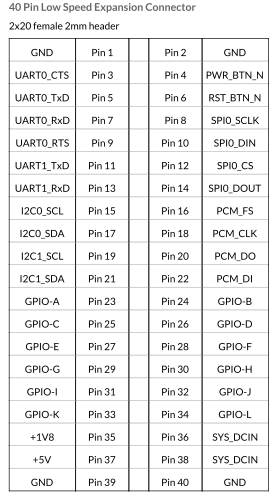 40 Pin Low Speed Expansion Connector
2x20 female 2mm header
GND Pin 1 Pin 2 GND
UART0_CTS Pin 3 Pin 4 PWR_BTN_N
UART0_TxD Pin 5 Pin 6 RST_BTN_N
UART0_RxD Pin 7 Pin 8 SPI0_SCLK
UART0_RTS Pin 9 Pin 10 SPI0_DIN
UART1_TxD Pin 11 Pin 12 SPI0_CS
UART1_RxD Pin 13 Pin 14 SPI0_DOUT
I2C0_SCL Pin 15 Pin 16 PCM_FS
I2C0_SDA Pin 17 Pin 18 PCM_CLK
I2C1_SCL Pin 19 Pin 20 PCM_DO
I2C1_SDA Pin 21 Pin 22 PCM_DI
GPIO-A Pin 23 Pin 24 GPIO-B
GPIO-C Pin 25 Pin 26 GPIO-D
GPIO-E Pin 27 Pin 28 GPIO-F
GPIO-G Pin 29 Pin 30 GPIO-H
GPIO-I Pin 31 Pin 32 GPIO-J
GPIO-K Pin 33 Pin 34 GPIO-L
+1V8 Pin 35 Pin 36 SYS_DCIN
+5V Pin 37 Pin 38 SYS_DCIN
GND Pin 39 Pin 40 GND